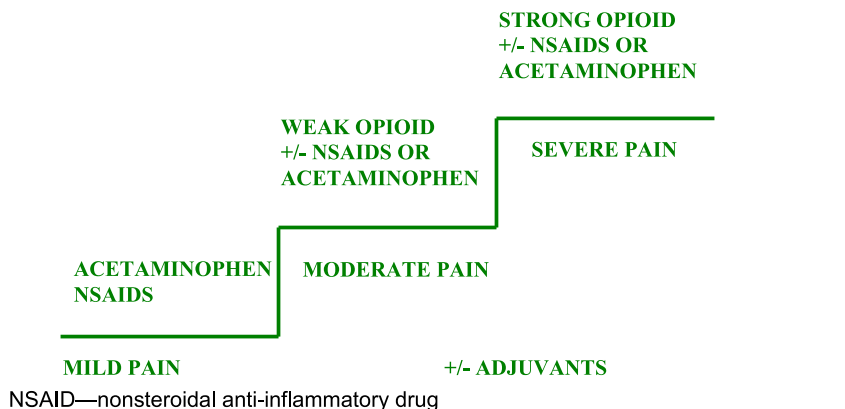 STRONG OPIOID
+/- NSAIDS OR
ACETAMINOPHEN
WEAK OPIOID
+/- NSAIDS OR
ACETAMINOPHEN
SEVERE PAIN
ACETAMINOPHEN
NSAIDS
MODERATE PAIN
MILD PAIN
+/- ADJUVANTS
NSAID—nonsteroidal anti-inflammatory drug